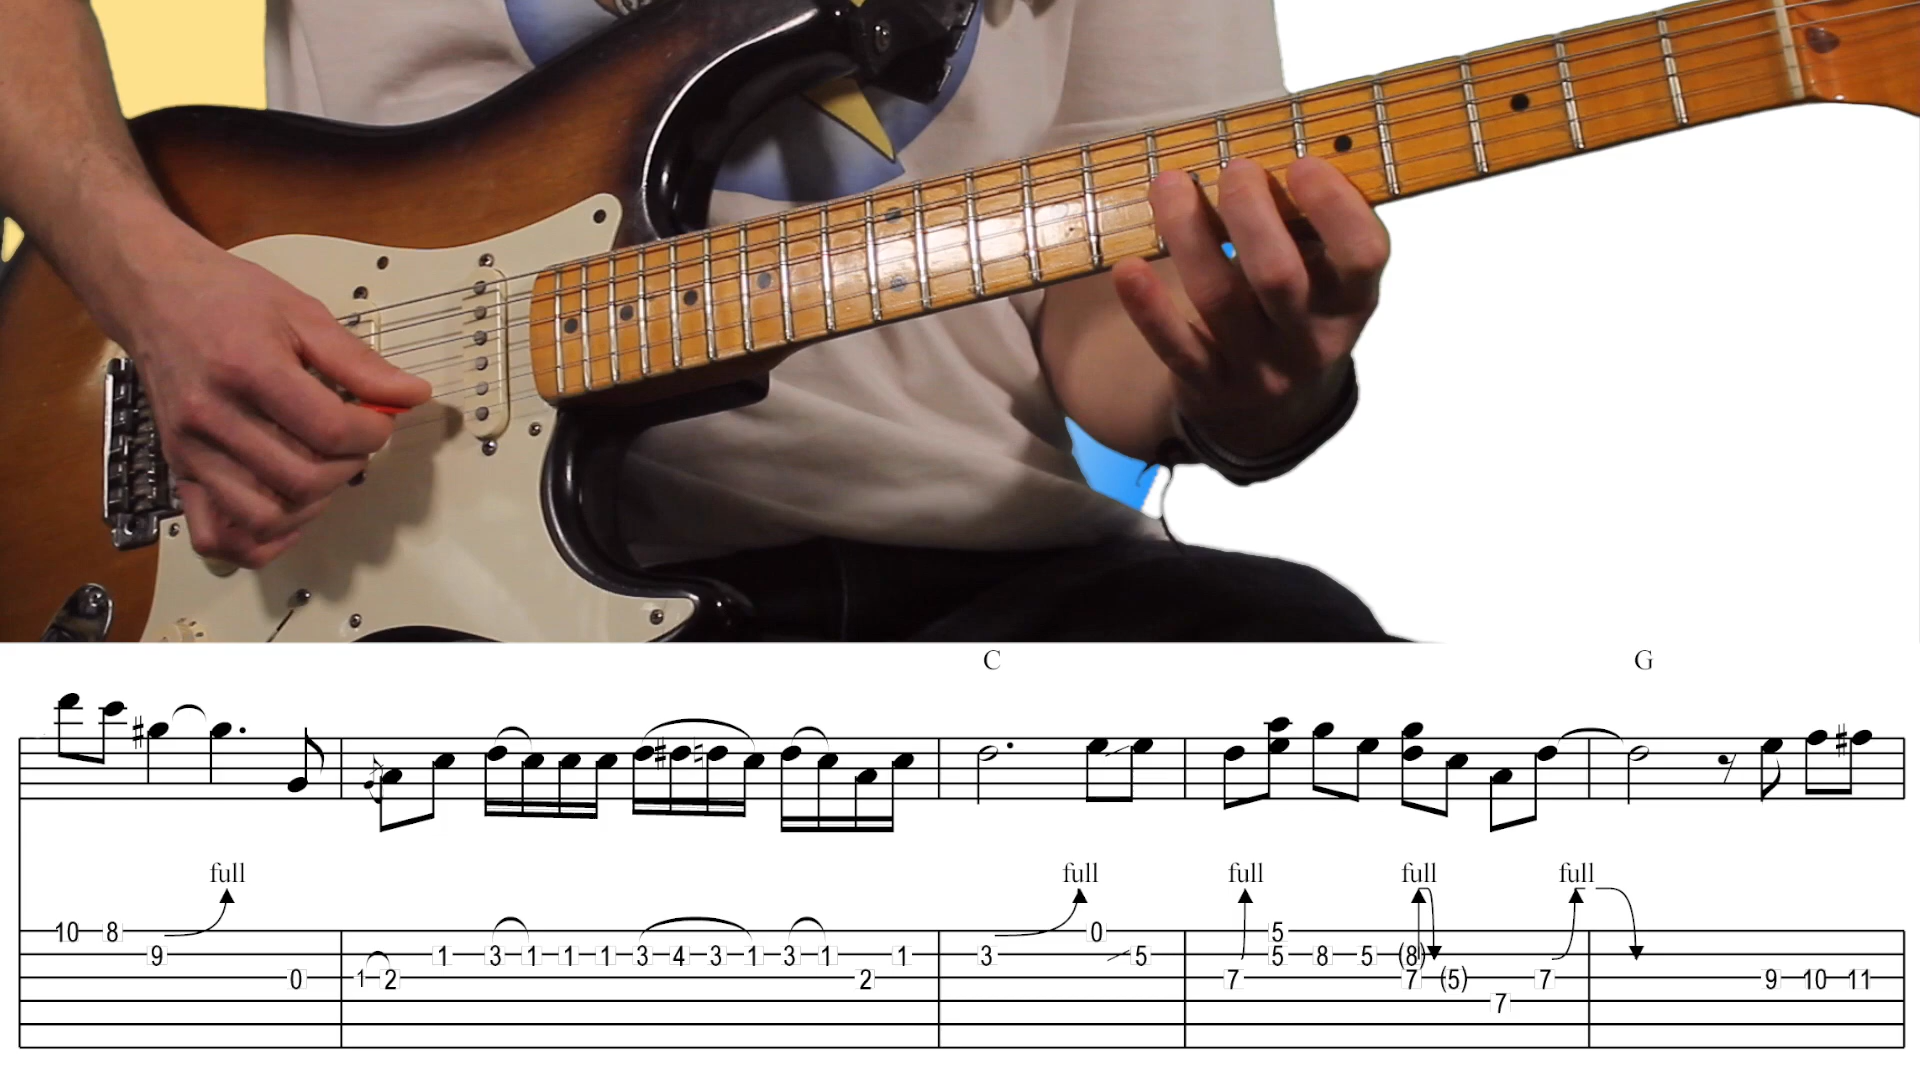 C G
full full full full full
10 8 0 5
9 1 3 1 1 1 3 4 3 1 3 1 1 3 5 5 8 5 (8)
0 1 2 2 7 7 (5) 7 9 10 11
7